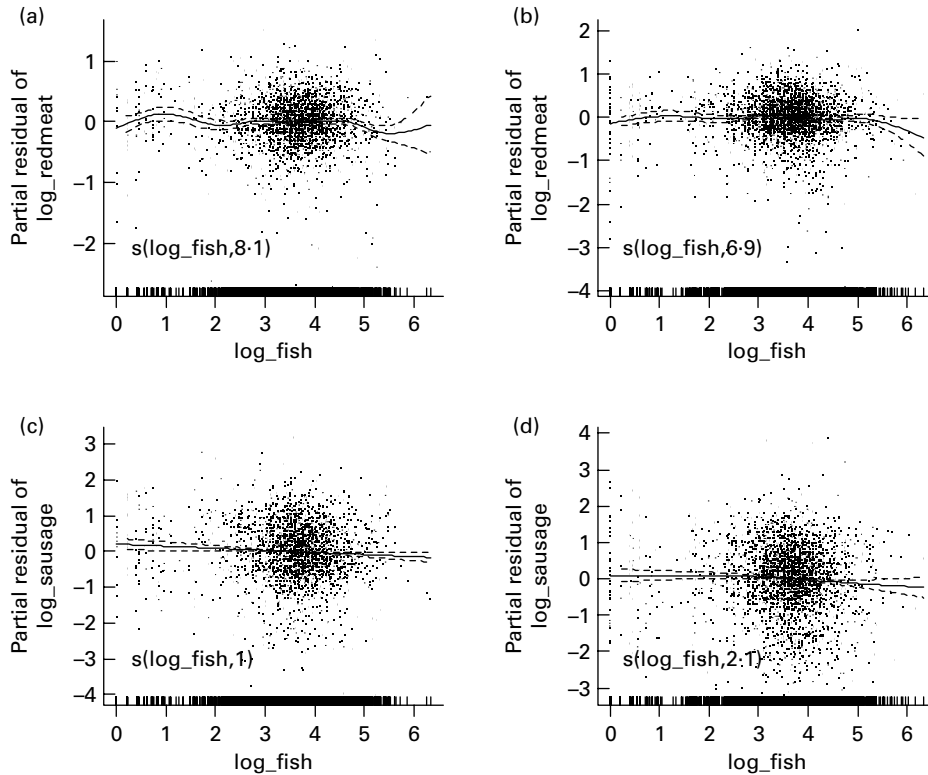 (a)
Partial residual of
log_redmeat
1
0
−1
−2
s(log_fish,8·1)
0 1 2 3 4 5 6
log_fish
(b)
Partial residual of
log_redmeat
2
1
0
−1
−2
−3
−4
s(log_fish,6·9)
0 1 2 3 4 5 6
log_fish
(c)
Partial residual of
log_sausage
3
2
1
0
−1
−2
−3
−4
s(log_fish,1)
0 1 2 3 4 5 6
log_fish
(d)
Partial residual of
log_sausage
4
3
2
1
0
−1
−2
−3
s(log_fish,2·1)
0 1 2 3 4 5 6
log_fish